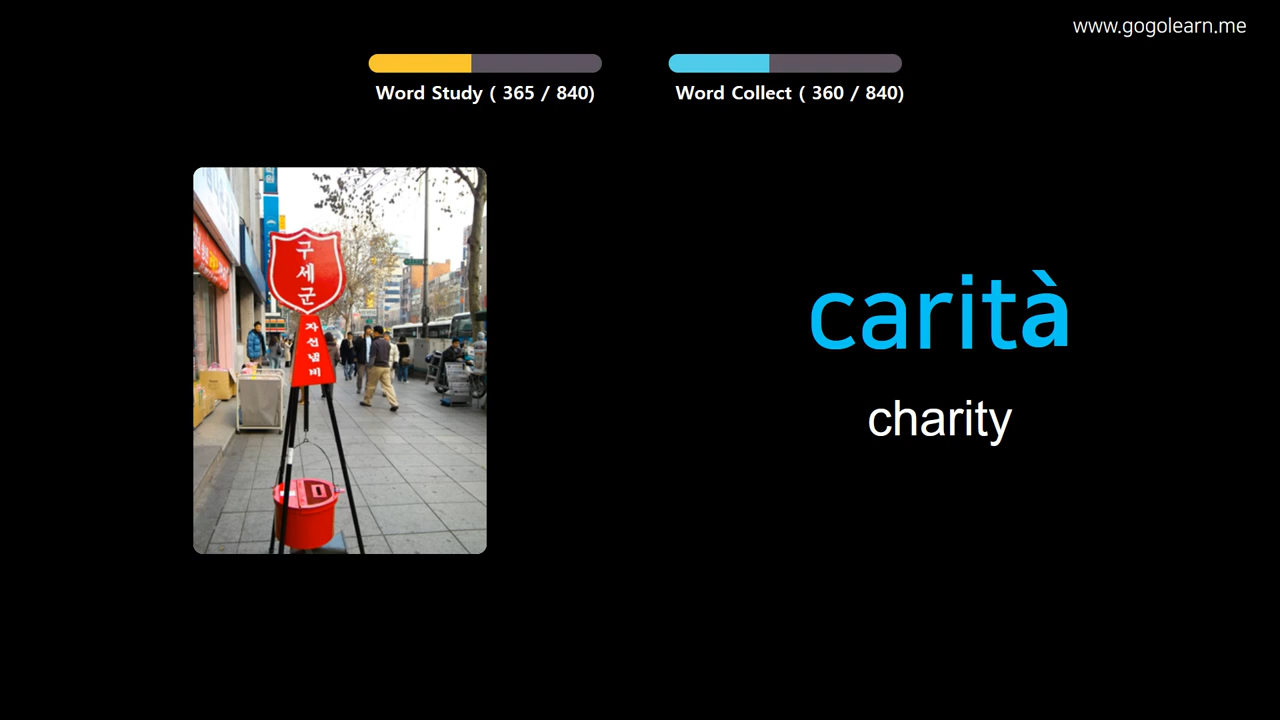 www.gogolearn.me
Word Study ( 365 / 840)
Word Collect ( 360 / 840)
구
세
군
자
선
냄
비
carità
charity